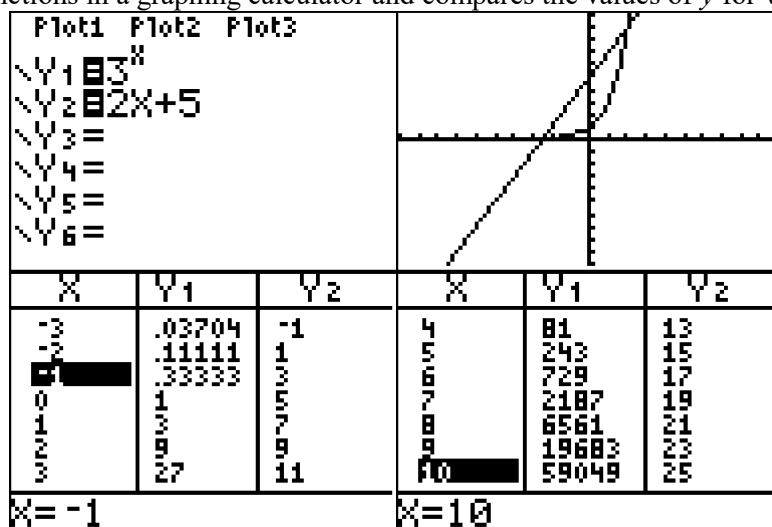 nctions in a graphing calculator and compares the values of y for
Plot1 Plot2 Plot3
\Y1=3^X
\Y2=2X+5
\Y3=
\Y4=
\Y5=
\Y6=
X Y1 Y2
-3 .03704 -1
-2 .11111 1
-1 .33333 3
0 1 5
1 3 7
2 9 9
3 27 11
X=-1
X Y1 Y2
4 81 13
5 243 15
6 729 17
7 2187 19
8 6561 21
9 19683 23
10 59049 25
X=10